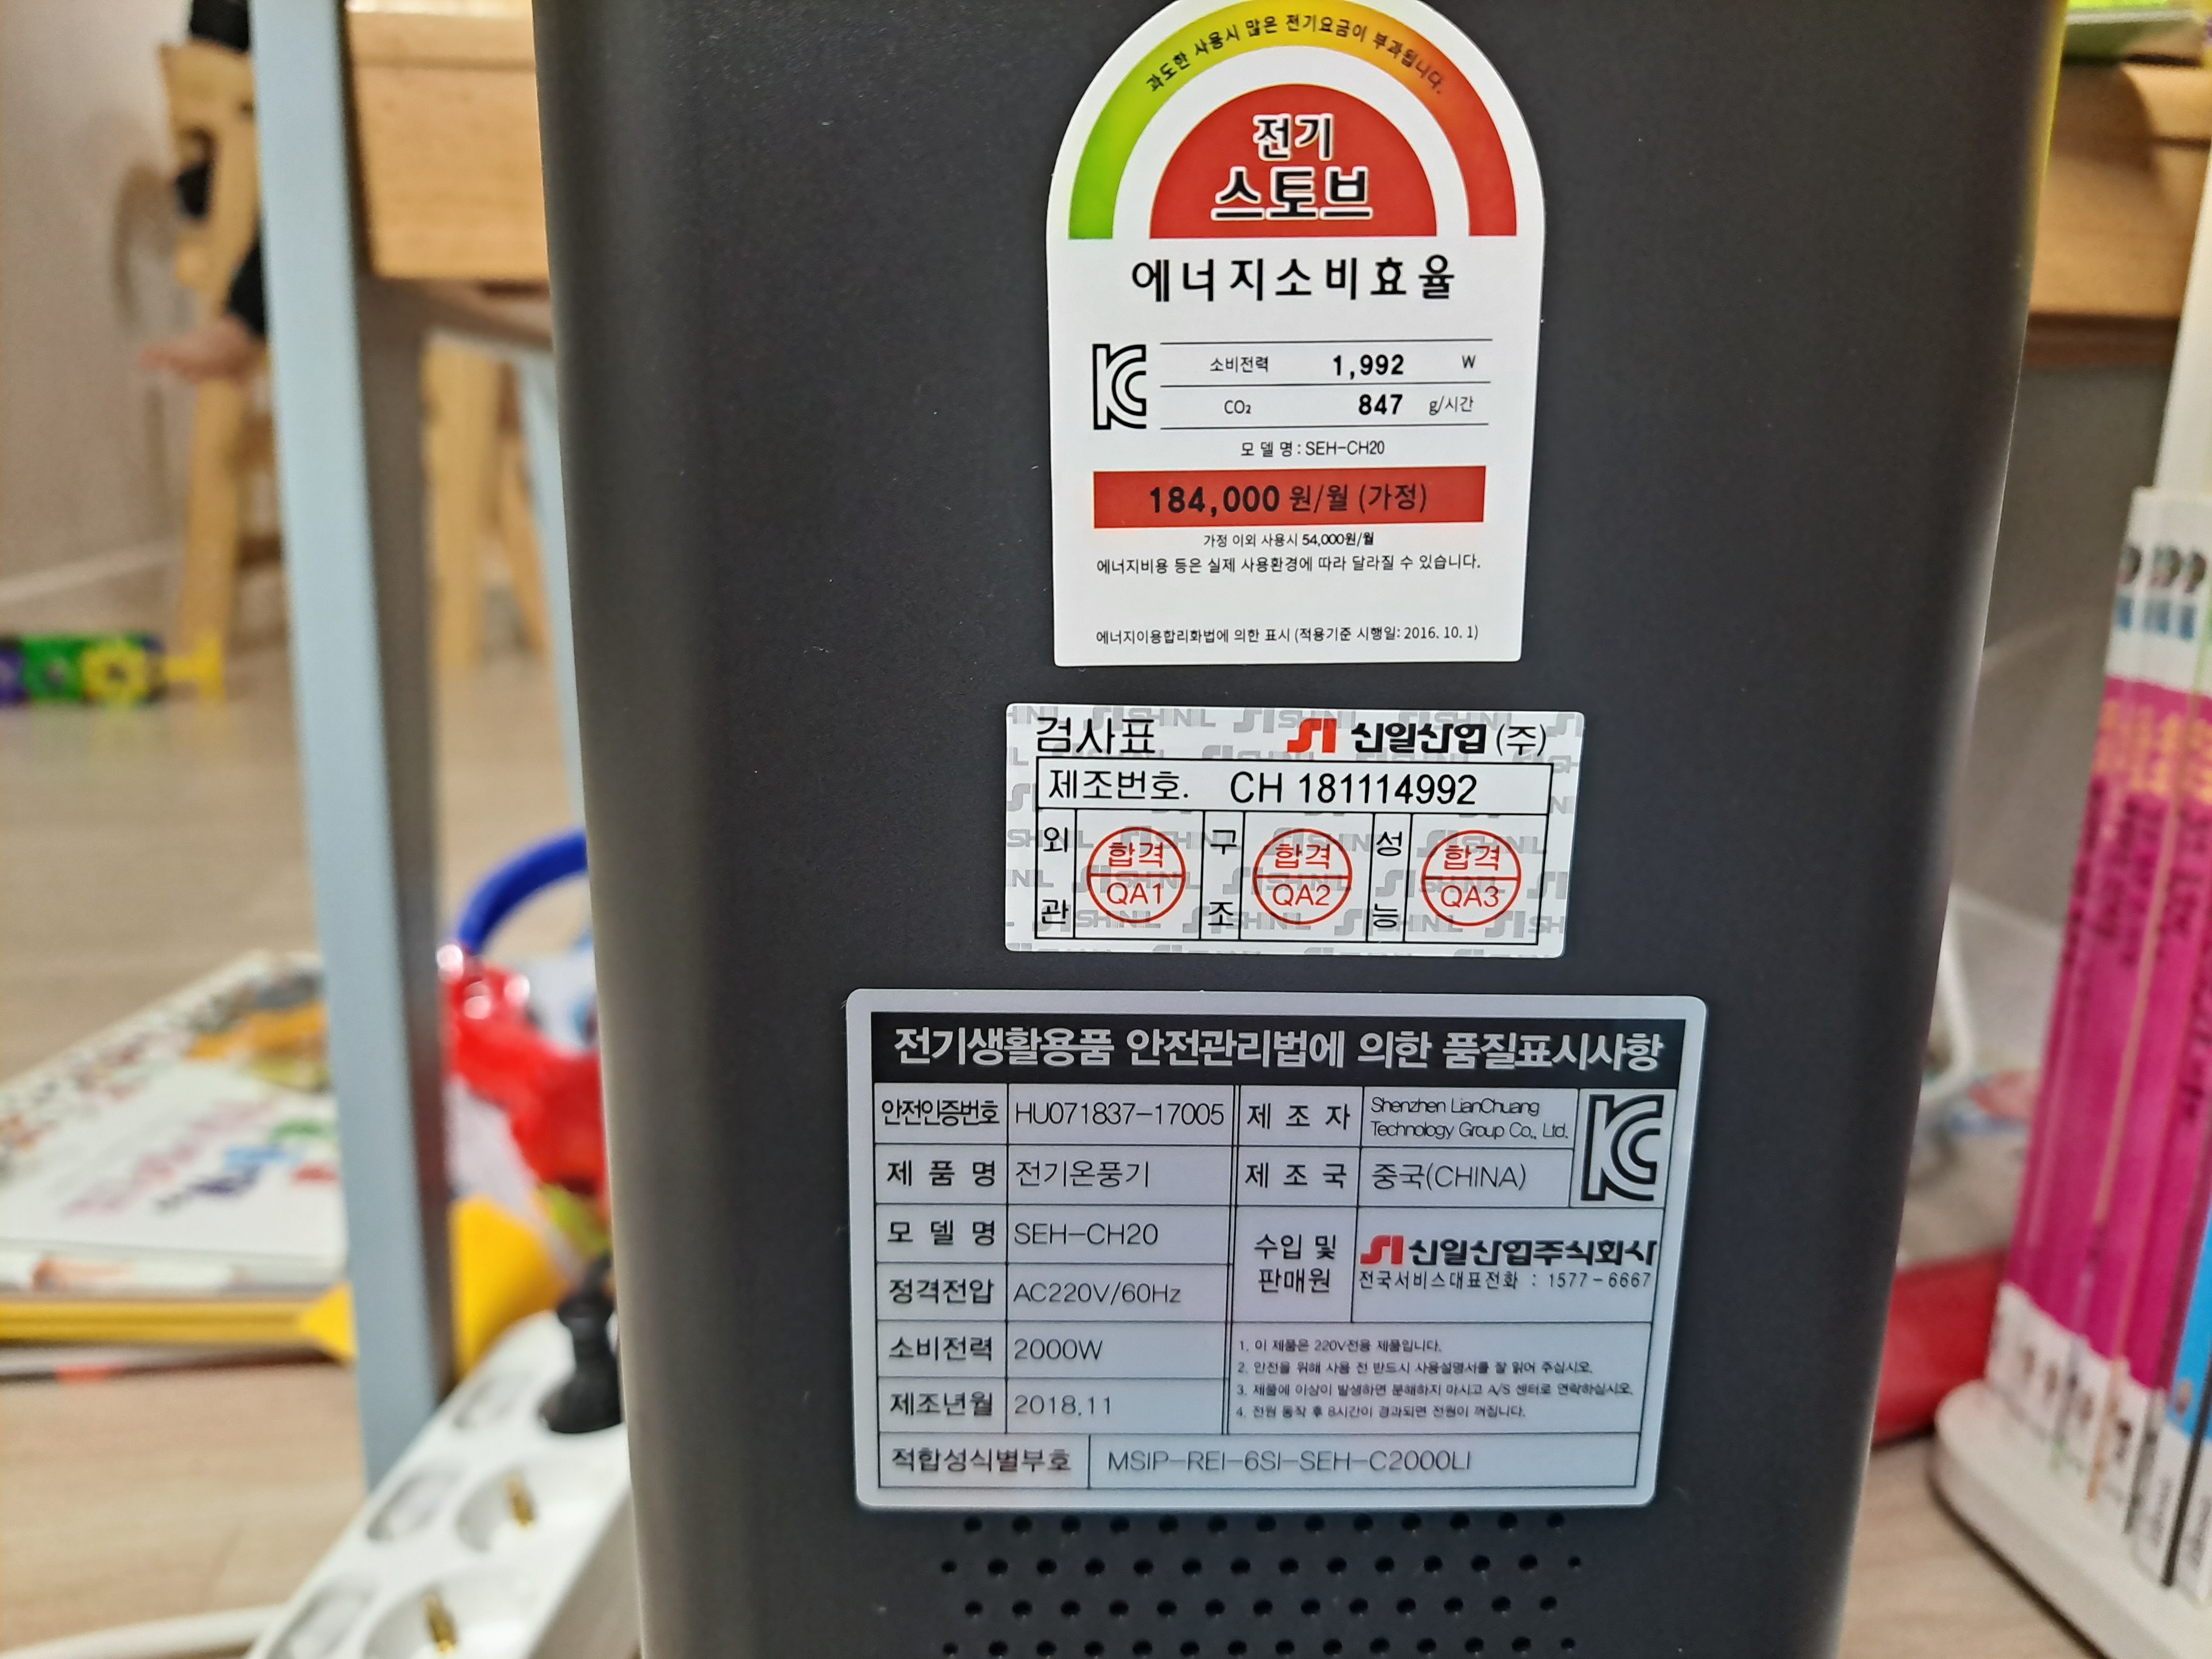 과도한 사용시 많은 전기요금이 부과됩니다.
전기
스토브
에너지소비효율
소비전력 1,992 W
CO₂ 847 g/시간
모 델 명 : SEH-CH20
184,000 원/월 (가정)
가정 이외 사용시 54,000원/월
에너지비용 등은 실제 사용환경에 따라 달라질 수 있습니다.
에너지이용합리화법에 의한 표시 (적용기준 시행일: 2016. 10. 1)
검사표 SI 신일산업 (주)
제조번호. CH 181114992
외관 합격 QA1 구조 합격 QA2 성능 합격 QA3
전기생활용품 안전관리법에 의한 품질표시사항
안전인증번호 HU071837-17005
제 조 자 Shenzhen LianChuang
Technology Group Co., Ltd.
제 품 명 전기온풍기
제 조 국 중국(CHINA)
모 델 명 SEH-CH20
수입 및
판매원
SI 신일산업주식회사
전국서비스대표전화 : 1577-6667
정격전압 AC220V/60Hz
소비전력 2000W
제조년월 2018.11
1. 이 제품은 220V전용 제품입니다.
2. 안전을 위해 사용 전 반드시 사용설명서를 잘 읽어 주십시오.
3. 제품에 이상이 발생하면 분해하지 마시고 A/S 센터로 연락하십시오.
4. 전원 동작 후 8시간이 경과되면 전원이 꺼집니다.
적합성식별부호 MSIP-REI-6SI-SEH-C2000LI